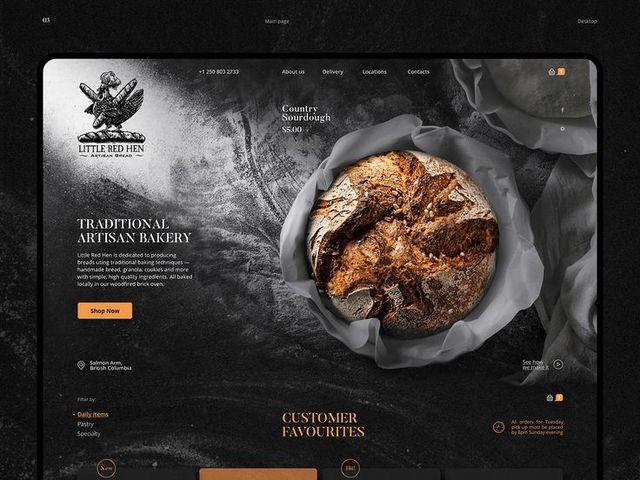 03
Main page
Desktop
+1 250 803 2733
About us
Delivery
Locations
Contacts
LITTLE RED HEN
ARTISAN BREAD
Country
Sourdough
$5.00
TRADITIONAL
ARTISAN BAKERY
Little Red Hen is dedicated to producing
breads using traditional baking techniques —
handmade bread, granola, cookies and more
with simple, high quality ingredients. All baked
locally in our woodfired brick oven.
Shop Now
Salmon Arm,
British Columbia
See how
we make it
Filter by:
Daily items
Pastry
Specialty
CUSTOMER
FAVOURITES
All orders for Tuesday
pick up must be placed
by 8pm Sunday evening
New
Hit!